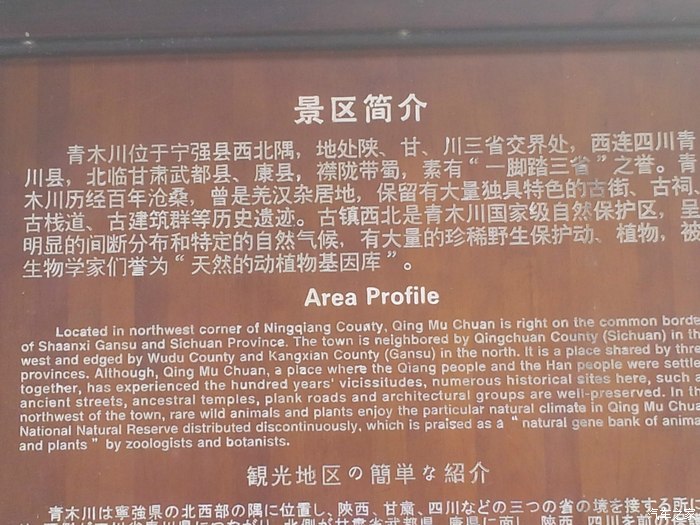 景区简介
青木川位于宁强县西北隅，地处陕、甘、川三省交界处，西连四川青
川县，北临甘肃武都县、康县，襟陇带蜀，素有“一脚踏三省”之誉。青
木川历经百年沧桑，曾是羌汉杂居地，保留有大量独具特色的古街、古祠、
古栈道、古建筑群等历史遗迹。古镇西北是青木川国家级自然保护区，呈
明显的间断分布和特定的自然气候，有大量的珍稀野生保护动、植物，被
生物学家们誉为“天然的动植物基因库”。
Area Profile
Located in northwest corner of Ningqiang County, Qing Mu Chuan is right on the common borde
of Shaanxi Gansu and Sichuan Province. The town is neighbored by Qingchuan County (Sichuan) in th
west and edged by Wudu County and Kangxian County (Gansu) in the north. It is a place shared by thre
provinces. Although, Qing Mu Chuan, a place where the Qiang people and the Han people were settle
together, has experienced the hundred years' vicissitudes, numerous historical sites here, such a
ancient streets, ancestral temples, plank roads and architectural groups are well-preserved. In th
northwest of the town, rare wild animals and plants enjoy the particular natural climate in Qing Mu Chua
National Natural Reserve distributed discontinuously, which is praised as a “ natural gene bank of anima
and plants ” by zoologists and botanists.
観光地区の簡単な紹介
青木川は寧強県の北西部の隅に位置し、陝西、甘粛、四川などの三つの省の境を接する所に